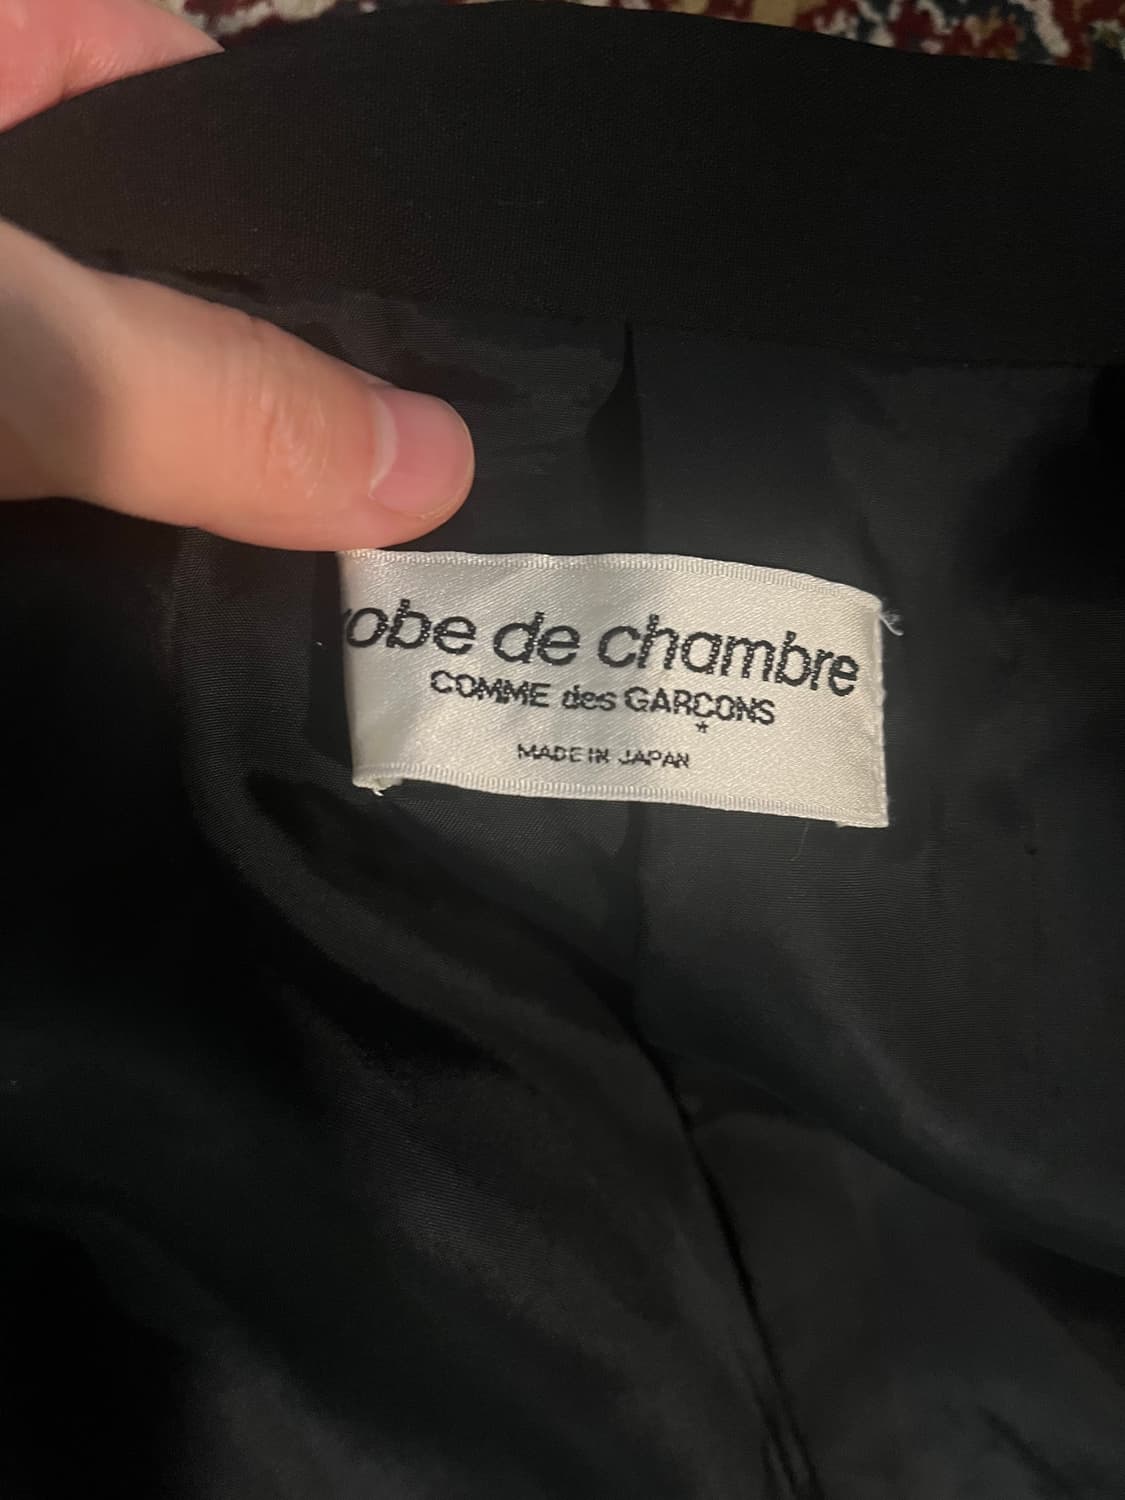 robe de chambre
COMME des GARÇONS
MADE IN JAPAN